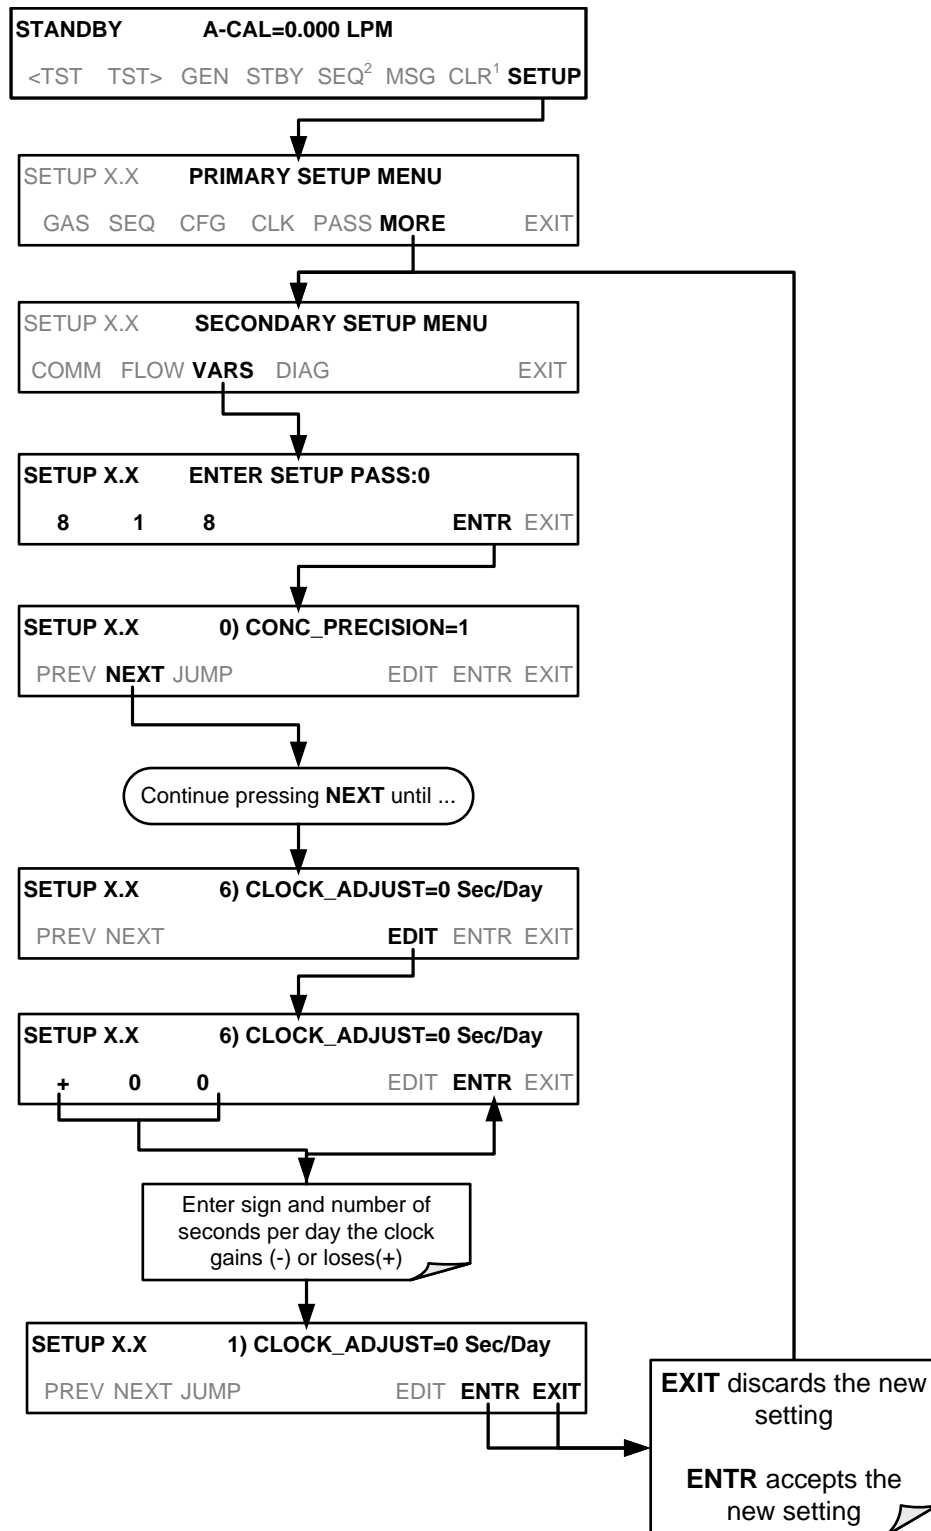 STANDBY A-CAL=0.000 LPM
<TST TST> GEN STBY SEQ2 MSG CLR1 SETUP
SETUP X.X PRIMARY SETUP MENU
GAS SEQ CFG CLK PASS MORE EXIT
SETUP X.X SECONDARY SETUP MENU
COMM FLOW VARS DIAG EXIT
SETUP X.X ENTER SETUP PASS:0
8 1 8 ENTR EXIT
SETUP X.X 0) CONC_PRECISION=1
PREV NEXT JUMP EDIT ENTR EXIT
Continue pressing NEXT until ...
SETUP X.X 6) CLOCK_ADJUST=0 Sec/Day
PREV NEXT EDIT ENTR EXIT
SETUP X.X 6) CLOCK_ADJUST=0 Sec/Day
+ 0 0 EDIT ENTR EXIT
Enter sign and number of
seconds per day the clock
gains (-) or loses(+)
SETUP X.X 1) CLOCK_ADJUST=0 Sec/Day
PREV NEXT JUMP EDIT ENTR EXIT
EXIT discards the new
setting
ENTR accepts the
new setting